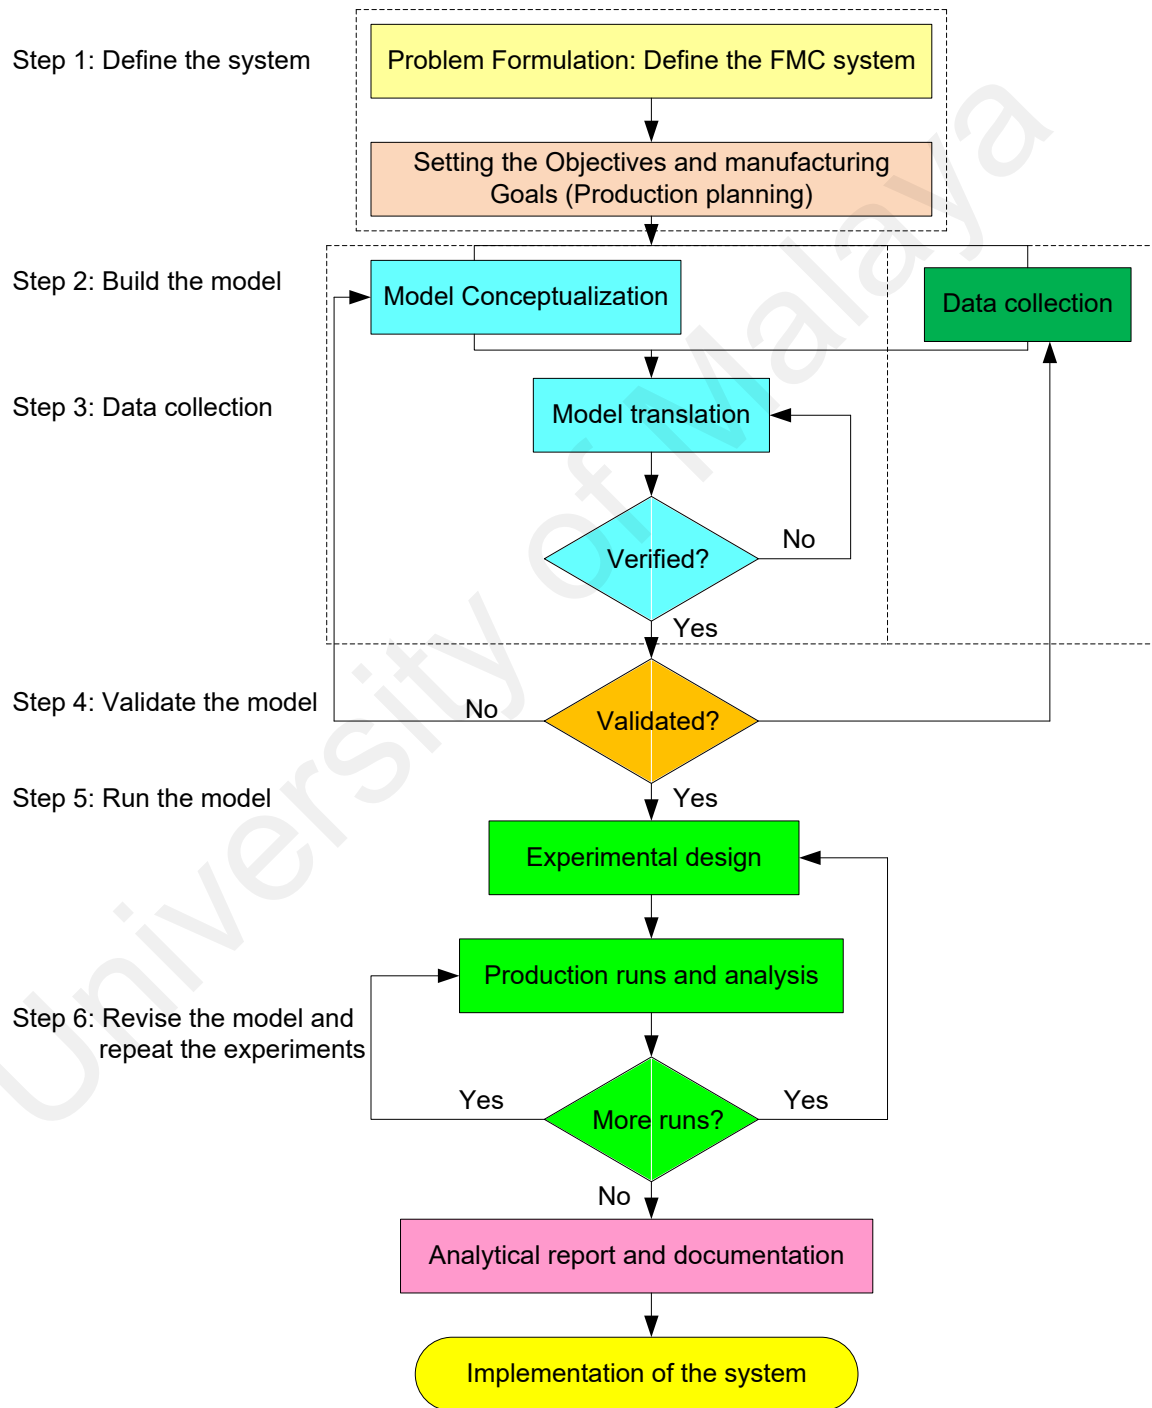 Step 1: Define the system
Problem Formulation: Define the FMC system
Setting the Objectives and manufacturing
Goals (Production planning)
Step 2: Build the model
Model Conceptualization
Data collection
Step 3: Data collection
Model translation
Verified?
No
Yes
Step 4: Validate the model
No
Validated?
Yes
Step 5: Run the model
Experimental design
Production runs and analysis
Step 6: Revise the model and
repeat the experiments
Yes
More runs?
Yes
No
Analytical report and documentation
Implementation of the system
University of Malaya